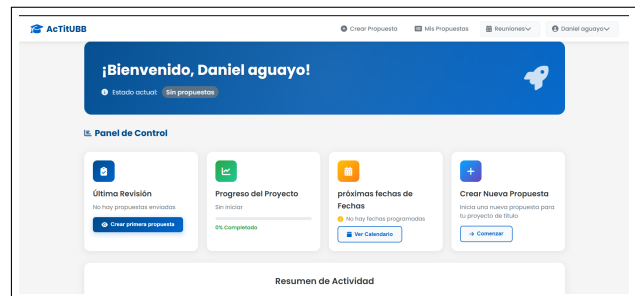 AcTitUBB
Crear Propuesta
Mis Propuestas
Reuniones
Daniel aguayo
¡Bienvenido, Daniel aguayo!
Estado actual: Sin propuestas
Panel de Control
Última Revisión
No hay propuestas enviadas
Crear primera propuesta
Progreso del Proyecto
Sin iniciar
0% Completado
próximas fechas de
Fechas
No hay fechas programadas
Ver Calendario
Crear Nueva Propuesta
Inicia una nueva propuesta para
tu proyecto de título
Comenzar
Resumen de Actividad